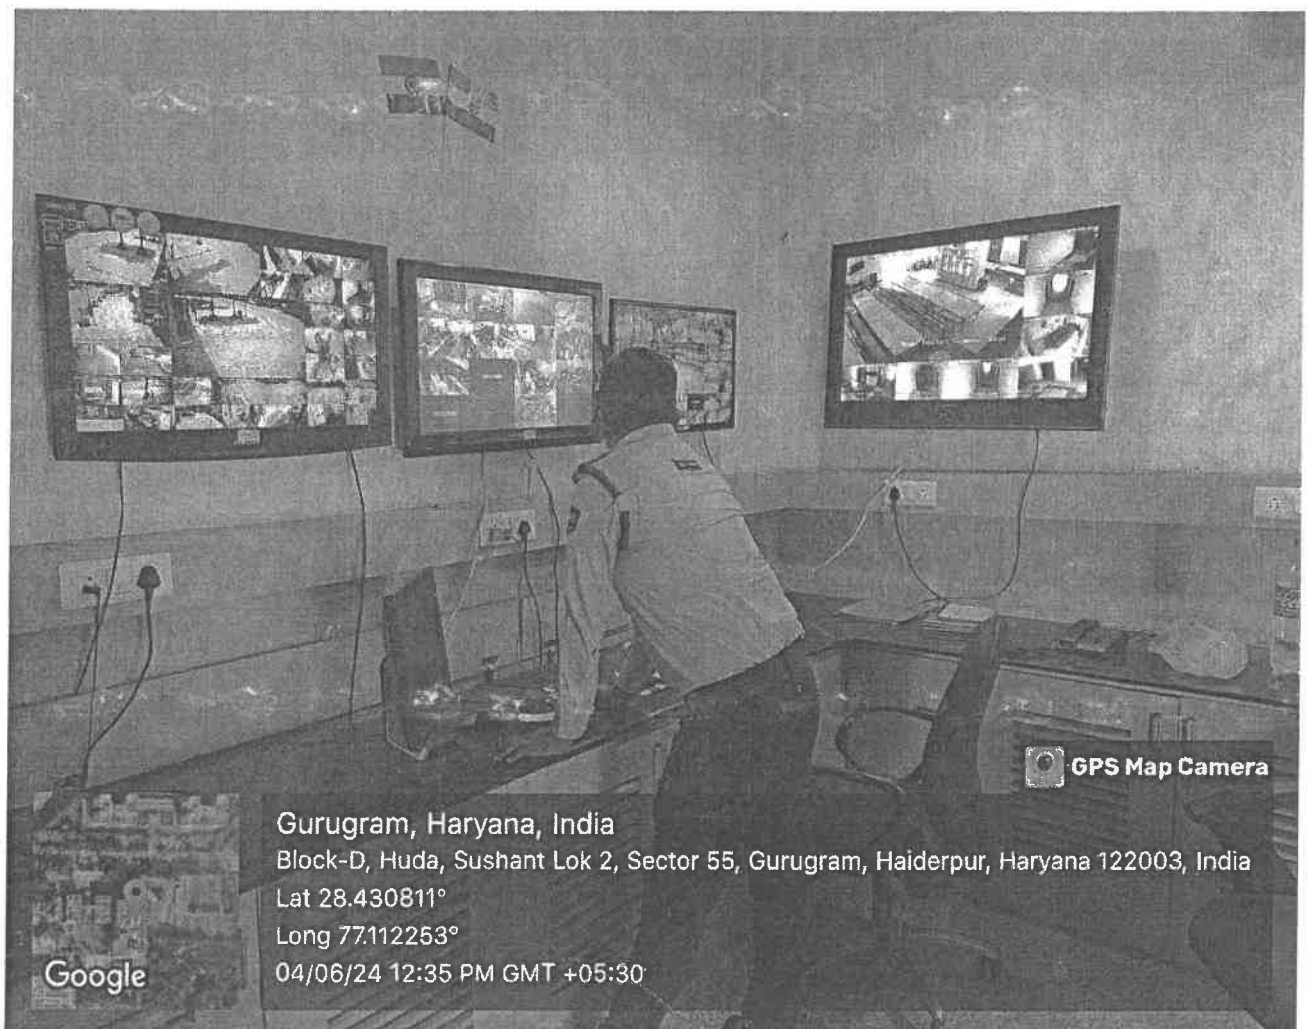 GPS Map Camera
Gurugram, Haryana, India
Block-D, Huda, Sushant Lok 2, Sector 55, Gurugram, Haiderpur, Haryana 122003, India
Lat 28.430811°
Long 77.112253°
04/06/24 12:35 PM GMT +05:30
Google